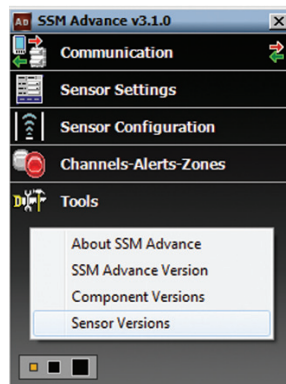 AD SSM Advance v3.1.0
Communication
Sensor Settings
Sensor Configuration
Channels-Alerts-Zones
Tools
About SSM Advance
SSM Advance Version
Component Versions
Sensor Versions